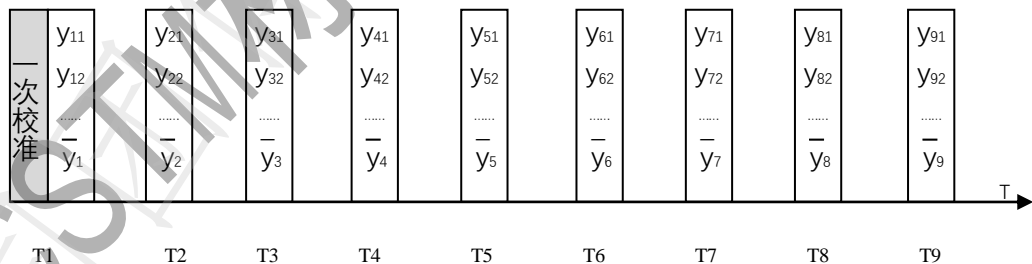 一次校准
y11 y21 y31 y41 y51 y61 y71 y81 y91
y12 y22 y32 y42 y52 y62 y72 y82 y92
...... ...... ...... ...... ...... ...... ...... ...... ......
y̅1 y̅2 y̅3 y̅4 y̅5 y̅6 y̅7 y̅8 y̅9
T
T1 T2 T3 T4 T5 T6 T7 T8 T9